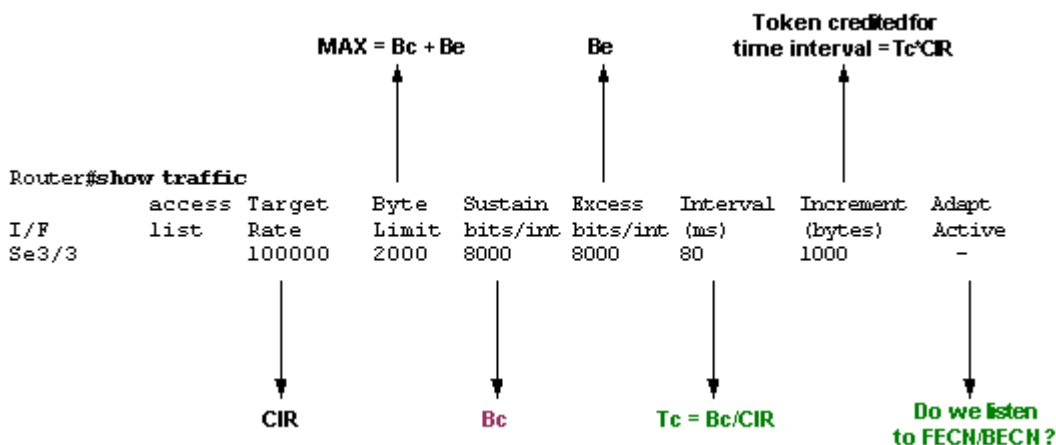 Token credited for
MAX = Bc + Be Be time interval = Tc*CIR
Router#show traffic
access Target Byte Sustain Excess Interval Increment Adapt
I/F list Rate Limit bits/int bits/int (ms) (bytes) Active
Se3/3 100000 2000 8000 8000 80 1000 -
CIR Bc Tc = Bc/CIR Do we listen
to FECN/BECN ?